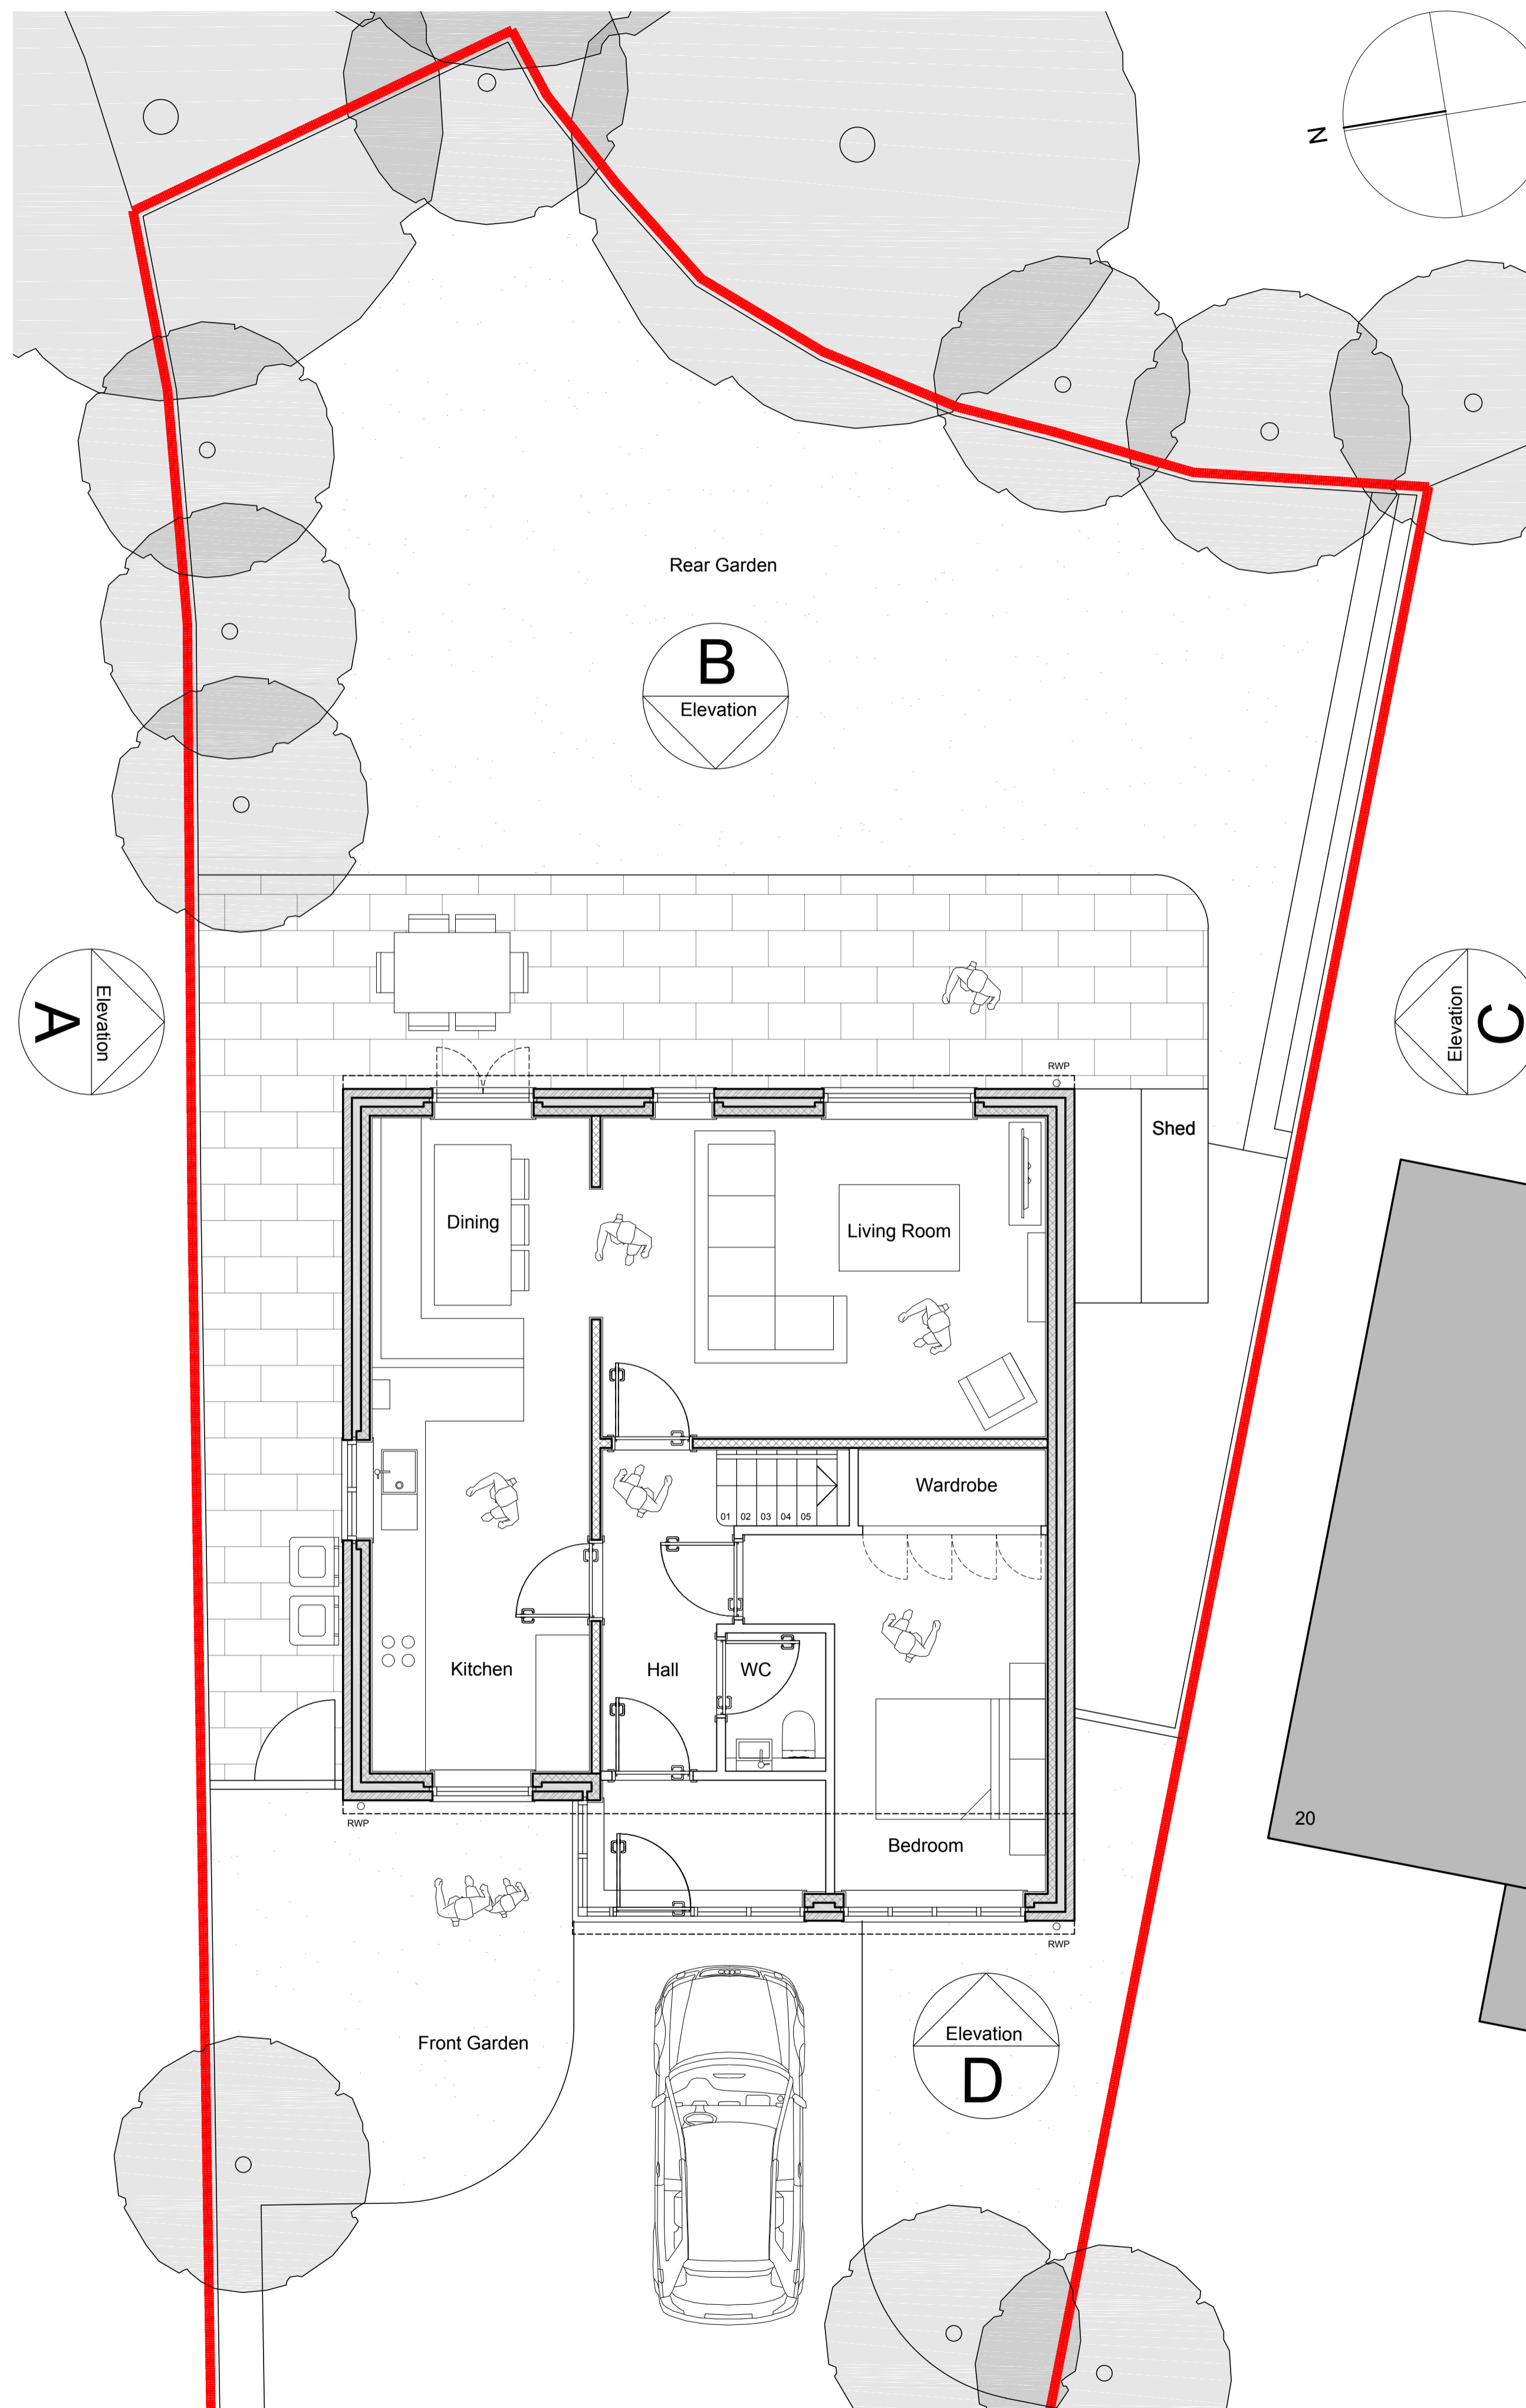 N
Rear Garden
B
Elevation
A
Elevation
Elevation
C
RWP
Shed
Dining
Living Room
Wardrobe
01 02 03 04 05
Kitchen
Hall
WC
RWP
20
Bedroom
RWP
Front Garden
Elevation
D